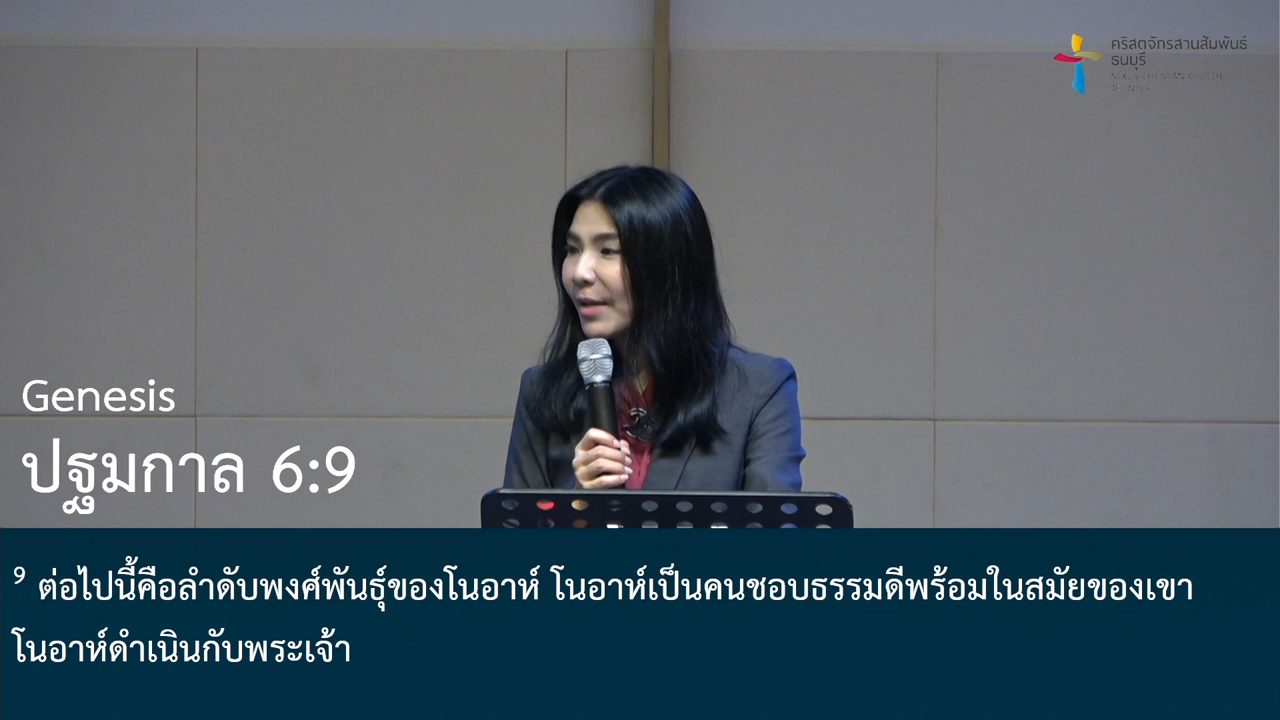 คริสตจักรสานสัมพันธ์
ธนบุรี
Genesis
ปฐมกาล 6:9
⁹ ต่อไปนี้คือลำดับพงศ์พันธุ์ของโนอาห์ โนอาห์เป็นคนชอบธรรมดีพร้อมในสมัยของเขา
โนอาห์ดำเนินกับพระเจ้า